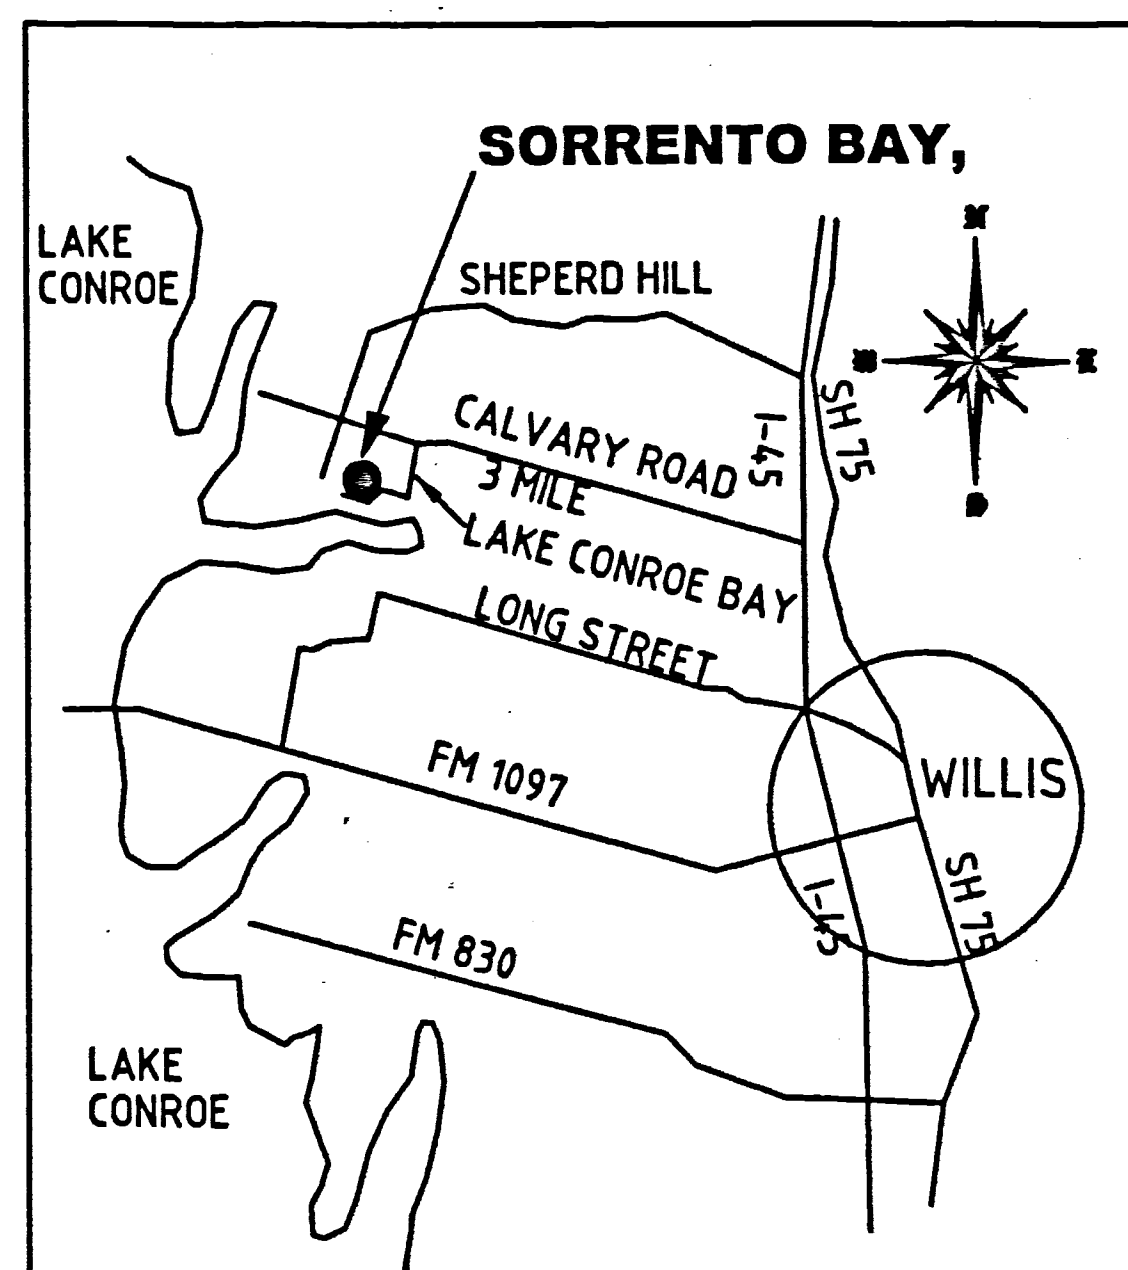 SORRENTO BAY,
LAKE
CONROE
SHEPERD HILL
CALVARY ROAD
3 MILE
I-45
SH 75
LAKE CONROE BAY
LONG STREET
FM 1097
WILLIS
I-45
SH 75
FM 830
LAKE
CONROE